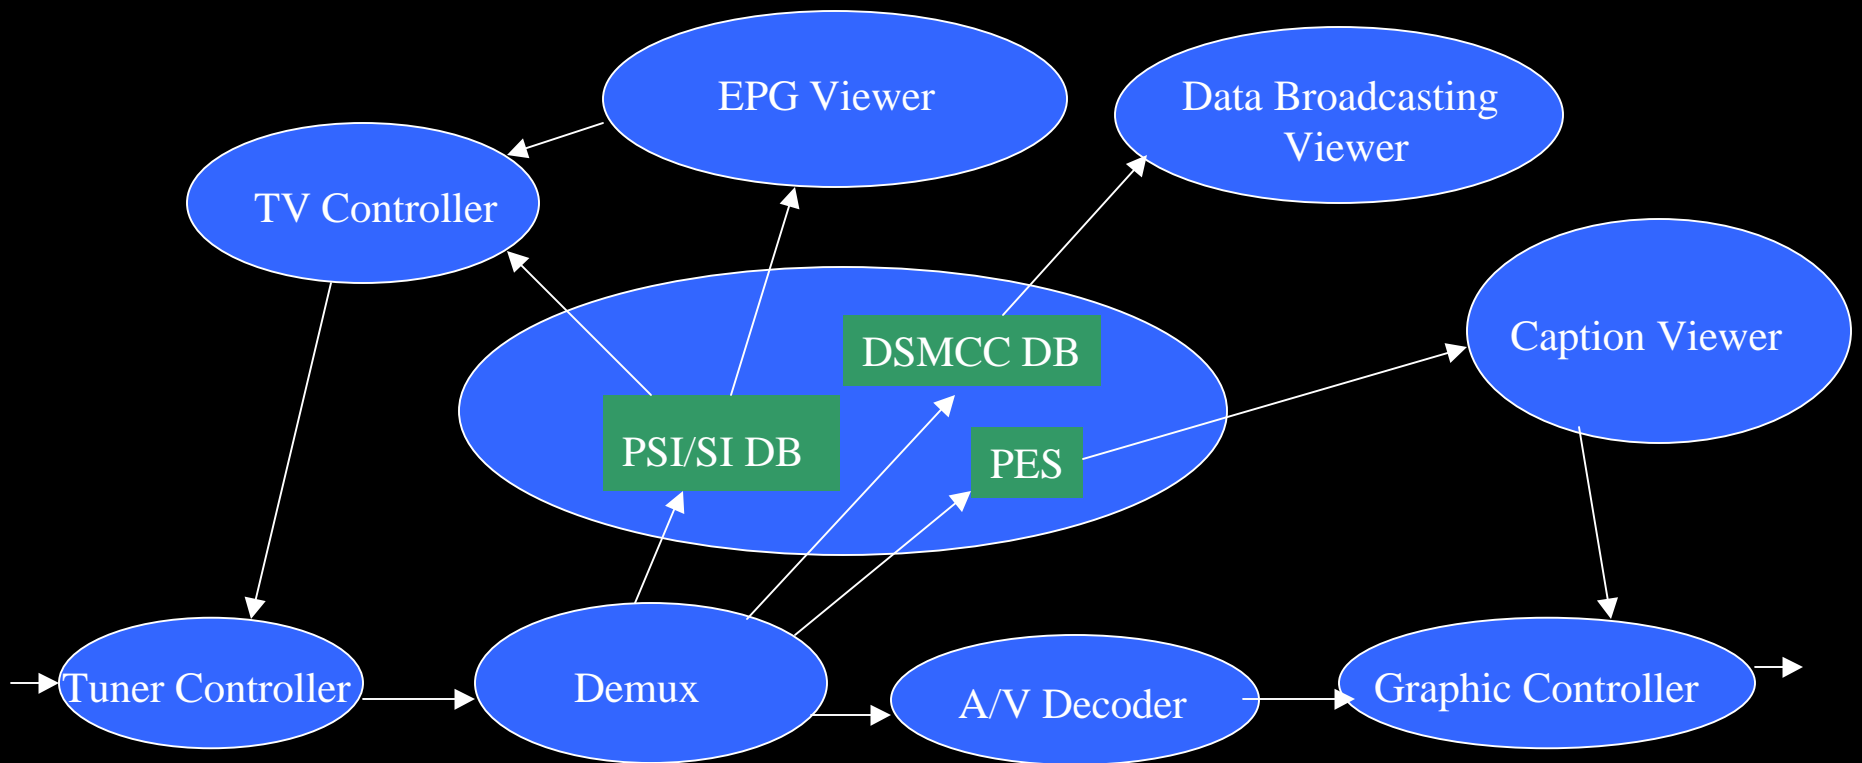 EPG Viewer
Data Broadcasting
Viewer
TV Controller
Caption Viewer
DSMCC DB
PSI/SI DB
PES
Tuner Controller
Demux
A/V Decoder
Graphic Controller